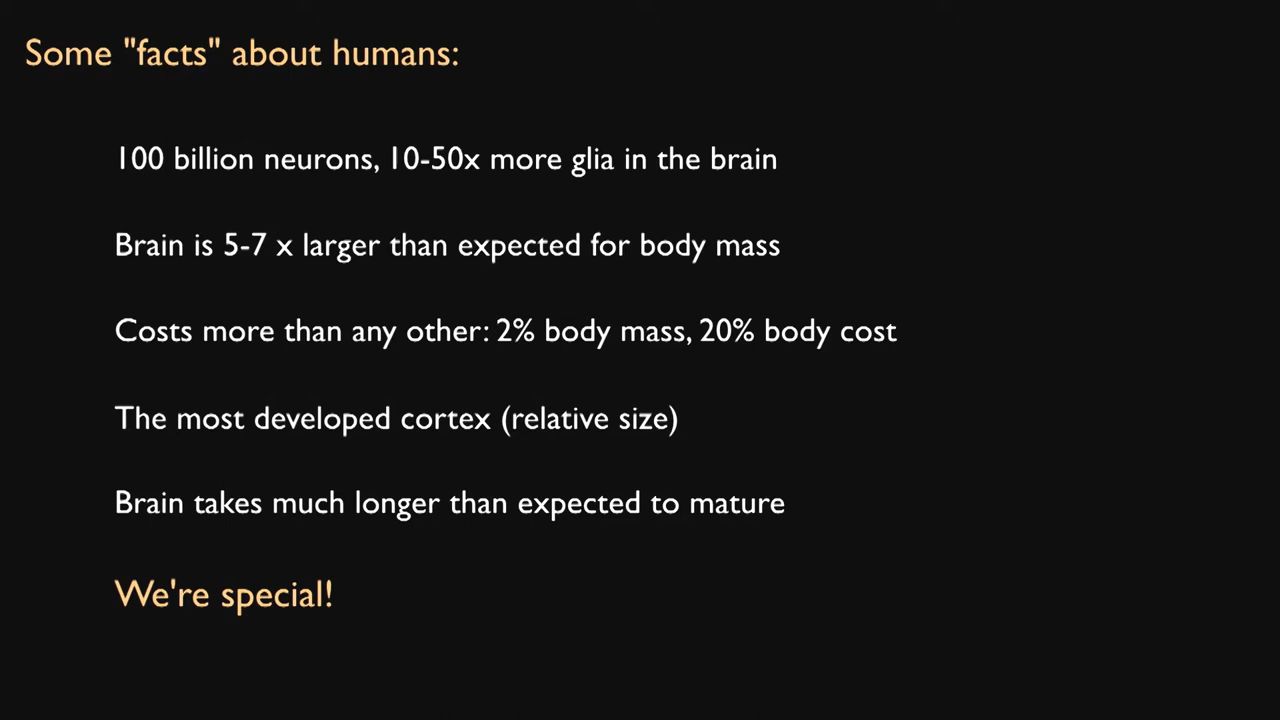 Some "facts" about humans:
100 billion neurons, 10-50x more glia in the brain
Brain is 5-7 x larger than expected for body mass
Costs more than any other: 2% body mass, 20% body cost
The most developed cortex (relative size)
Brain takes much longer than expected to mature
We're special!